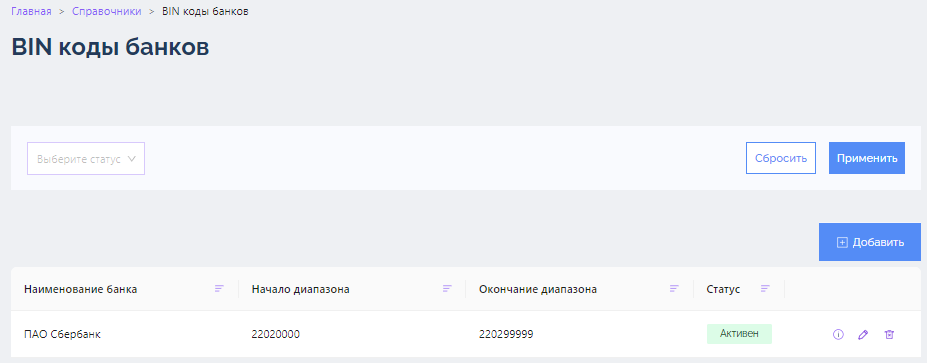 Главная > Справочники > BIN коды банков
BIN коды банков
Выберите статус
Сбросить
Применить
Добавить
Наименование банка Начало диапазона Окончание диапазона Статус
ПАО Сбербанк 22020000 220299999 Активен